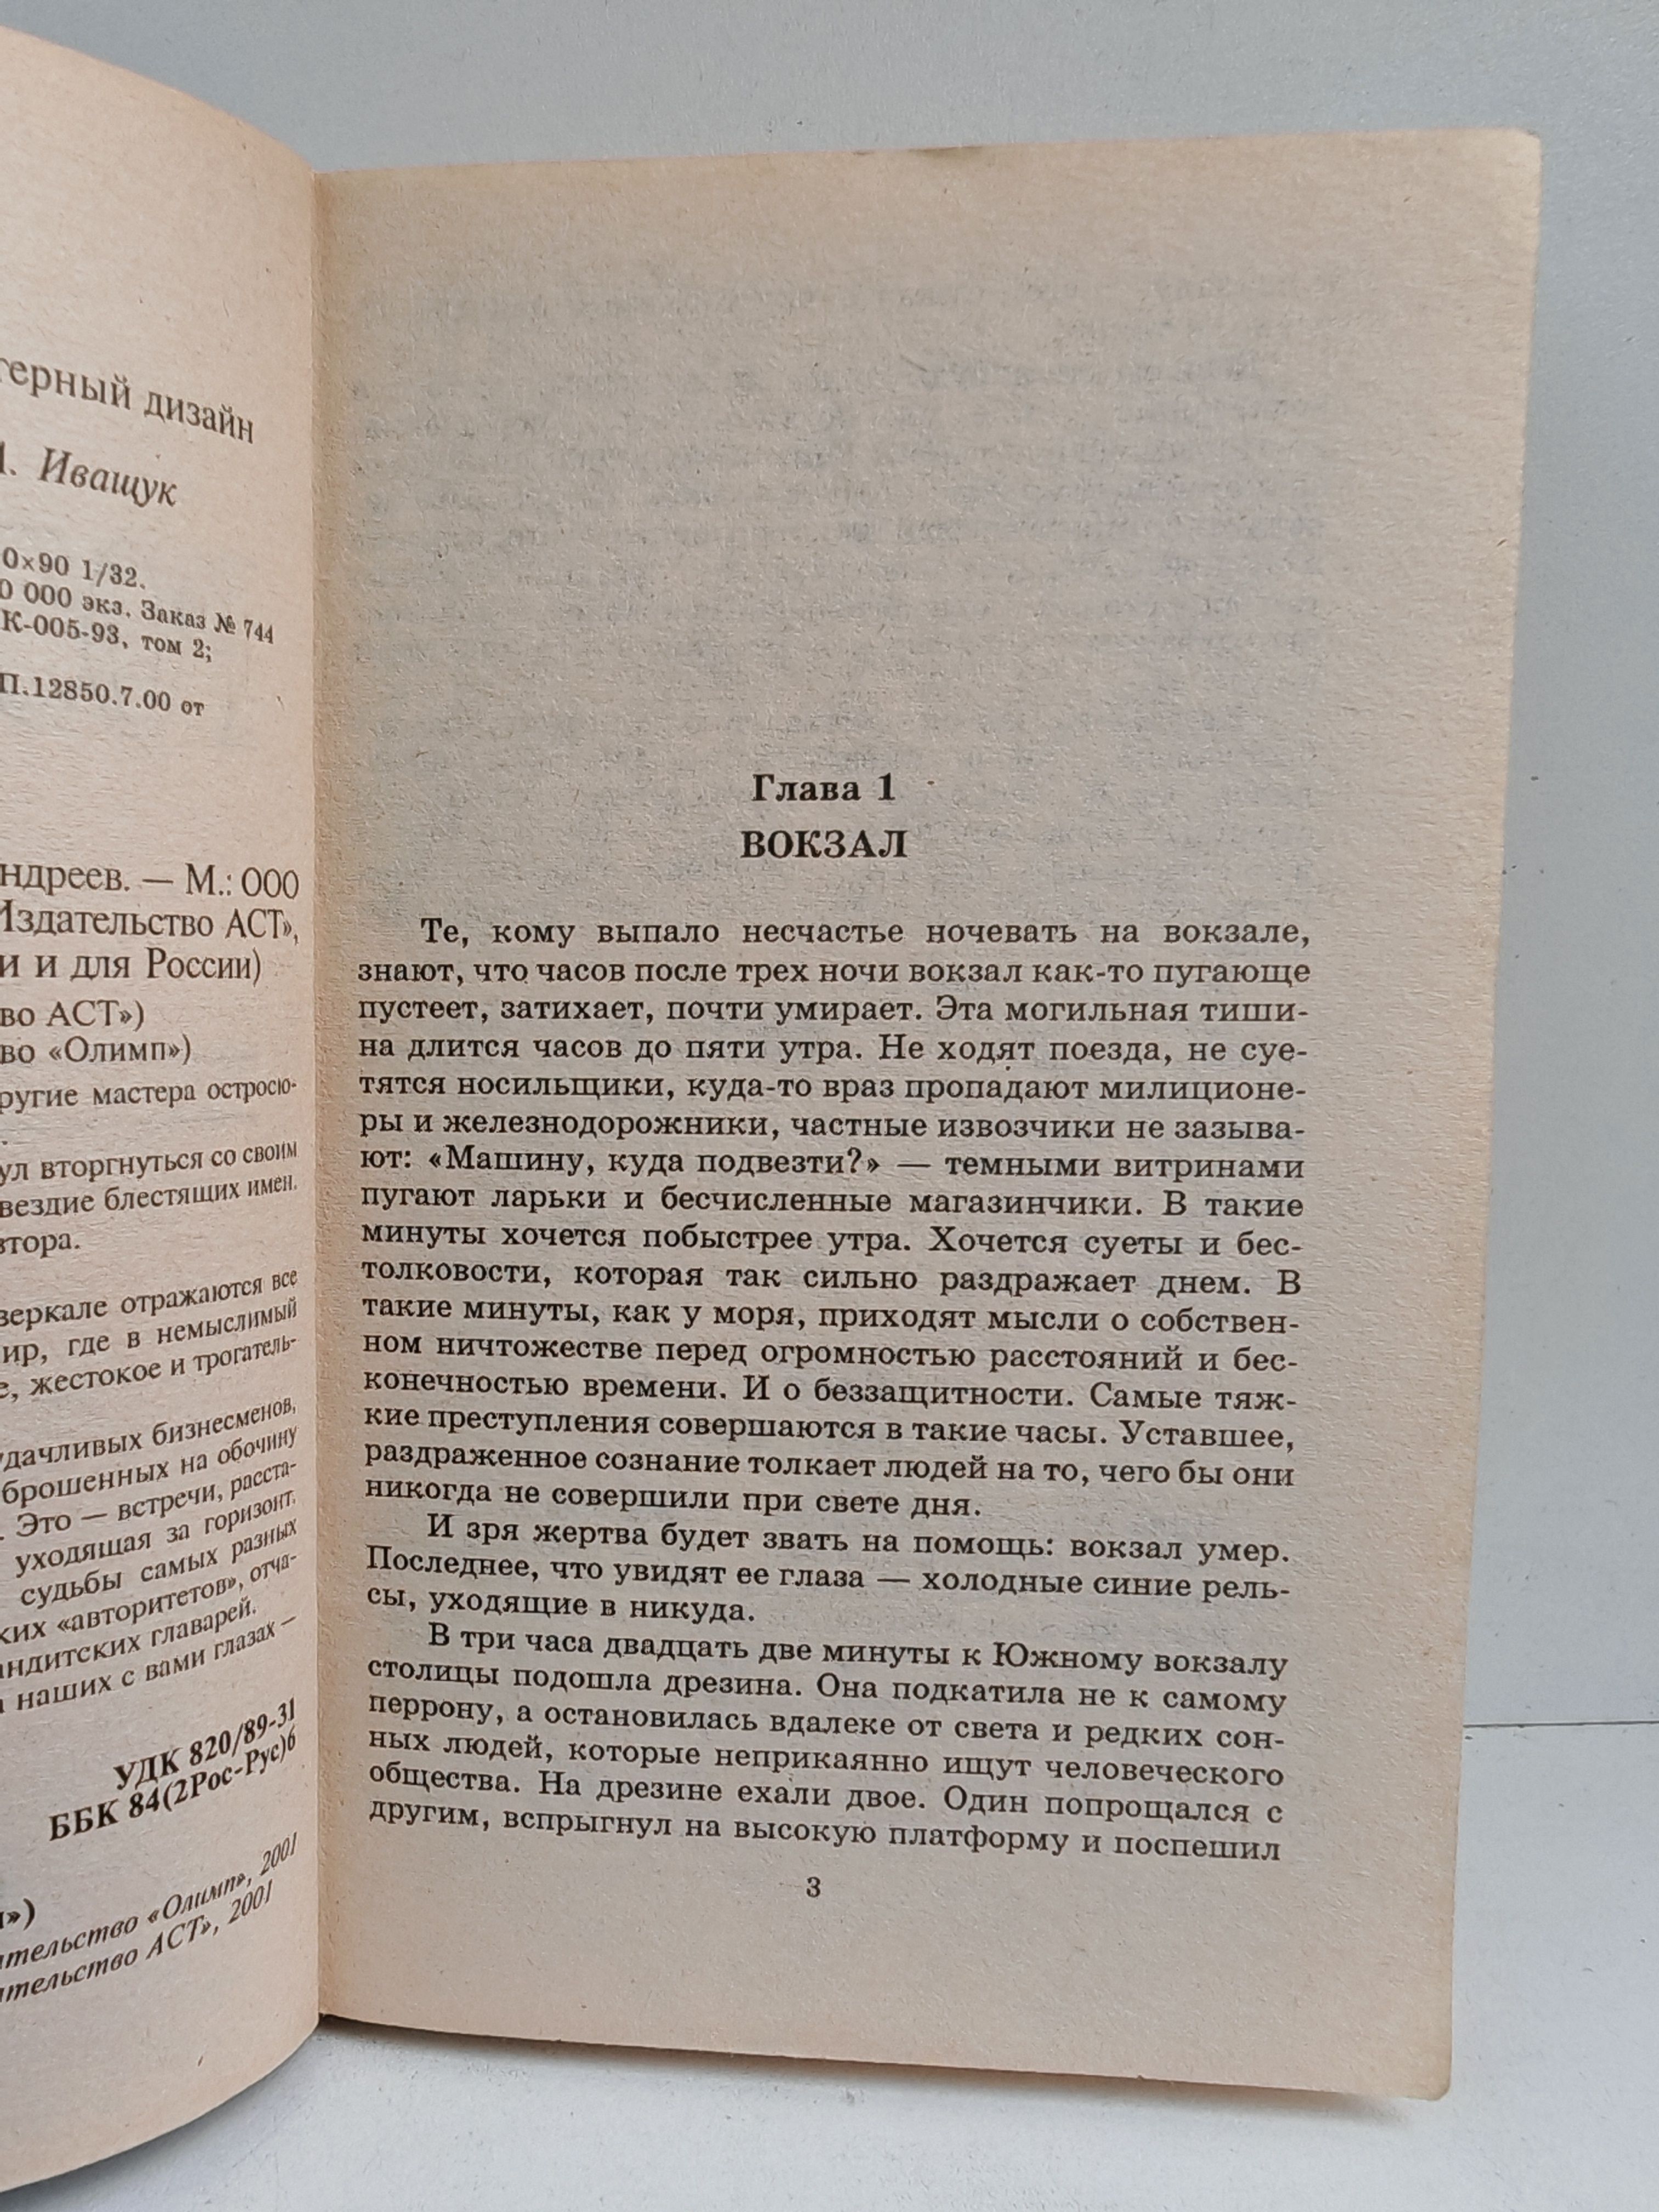 дизайн
Иващук
0×90 1/32.
000 экз. Заказ № 744
К-005-93, том 2;
П.12850.7.00 от
ндреев. — М.: ООО
Издательство АСТ»,
и и для России)
во АСТ»)
во «Олимп»)
ругие мастера остросю-
ул вторгнуться со своим
вездие блестящих имен.
втора.
зеркале отражаются все
ир, где в немыслимый
е, жестокое и трогатель-
удачливых бизнесменов,
брошенных на обочину
. Это — встречи, расста-
уходящая за горизонт.
судьбы самых разных
ких «авторитетов», отча-
андитских главарей.
наших с вами глазах —
УДК 820/89-31
ББК 84(2Рос-Рус)6
ательство «Олимп», 2001
ательство АСТ», 2001
Глава 1
ВОКЗАЛ
Те, кому выпало несчастье ночевать на вокзале,
знают, что часов после трех ночи вокзал как-то пугающе
пустеет, затихает, почти умирает. Эта могильная тиши-
на длится часов до пяти утра. Не ходят поезда, не суе-
тятся носильщики, куда-то враз пропадают милиционе-
ры и железнодорожники, частные извозчики не зазыва-
ют: «Машину, куда подвезти?» — темными витринами
пугают ларьки и бесчисленные магазинчики. В такие
минуты хочется побыстрее утра. Хочется суеты и бес-
толковости, которая так сильно раздражает днем. В
такие минуты, как у моря, приходят мысли о собствен-
ном ничтожестве перед огромностью расстояний и бес-
конечностью времени. И о беззащитности. Самые тяж-
кие преступления совершаются в такие часы. Уставшее,
раздраженное сознание толкает людей на то, чего бы они
никогда не совершили при свете дня.
И зря жертва будет звать на помощь: вокзал умер.
Последнее, что увидят ее глаза — холодные синие рель-
сы, уходящие в никуда.
В три часа двадцать две минуты к Южному вокзалу
столицы подошла дрезина. Она подкатила не к самому
перрону, а остановилась вдалеке от света и редких сон-
ных людей, которые неприкаянно ищут человеческого
общества. На дрезине ехали двое. Один попрощался с
другим, вспрыгнул на высокую платформу и поспешил
3